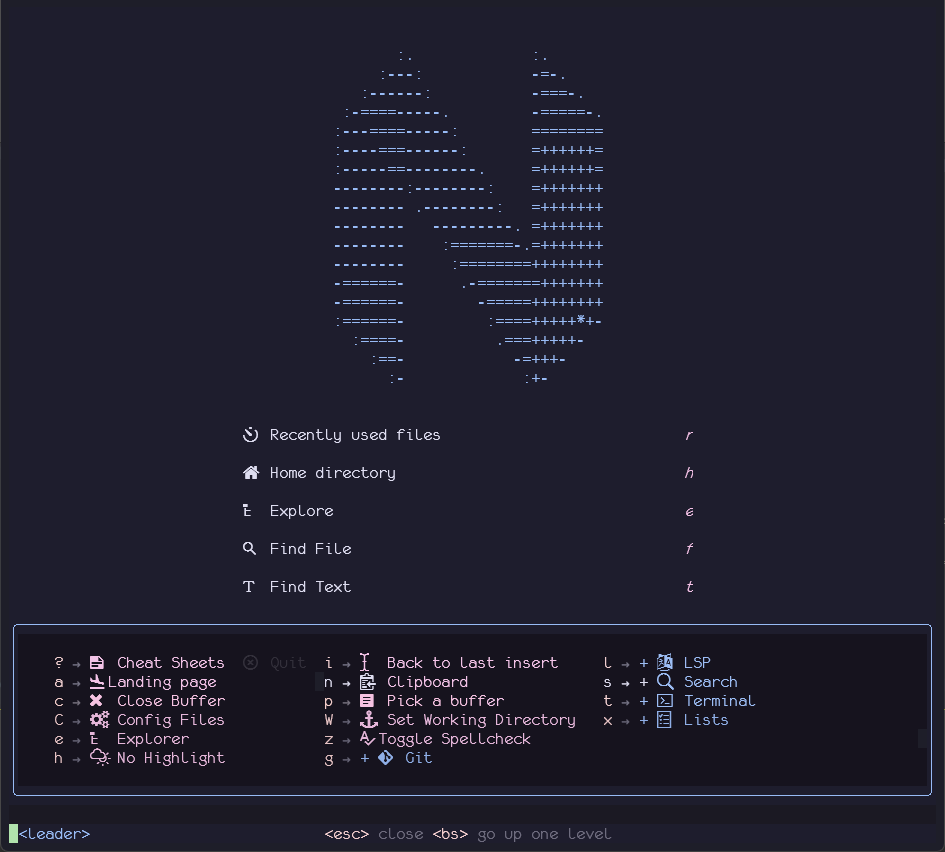 Recently used files r
Home directory h
Explore e
Find File f
T Find Text t
? → Cheat Sheets Quit i → Back to last insert l → + LSP
a → Landing page n → Clipboard s → + Search
c → Close Buffer p → Pick a buffer t → + Terminal
C → Config Files W → Set Working Directory x → + Lists
e → Explorer z → Toggle Spellcheck
h → No Highlight g → + Git
<leader> <esc> close <bs> go up one level